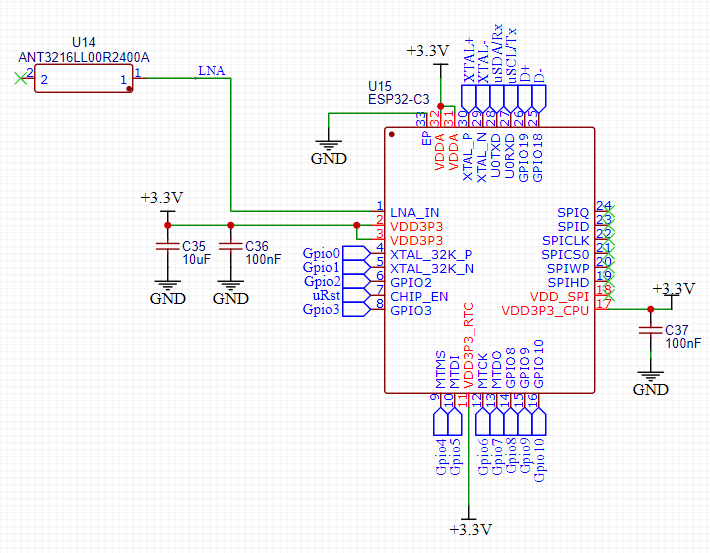 U14
ANT3216LL00R2400A
2
2
1
1
LNA
+3.3V
XTAL+
XTAL-
uSDA/Rx
uSCL/Tx
D+
D-
U15
ESP32-C3
GND
33
32
31
30
29
28
27
26
25
EP
VDDA
VDDA
XTAL_P
XTAL_N
U0TXD
U0RXD
GPIO19
GPIO18
+3.3V
C35
10uF
C36
100nF
GND
GND
1 LNA_IN
2 VDD3P3
3 VDD3P3
Gpio0 4 XTAL_32K_P
Gpio1 5 XTAL_32K_N
Gpio2 6 GPIO2
uRst 7 CHIP_EN
Gpio3 8 GPIO3
SPIQ 24
SPID 23
SPICLK 22
SPICS0 21
SPIWP 20
SPIHD 19
VDD_SPI 18
VDD3P3_CPU 17
+3.3V
C37
100nF
GND
MTMS
MTDI
VDD3P3_RTC
MTCK
MTDO
GPIO8
GPIO9
GPIO10
9
10
11
12
13
14
15
16
Gpio4
Gpio5
Gpio6
Gpio7
Gpio8
Gpio9
Gpio10
+3.3V